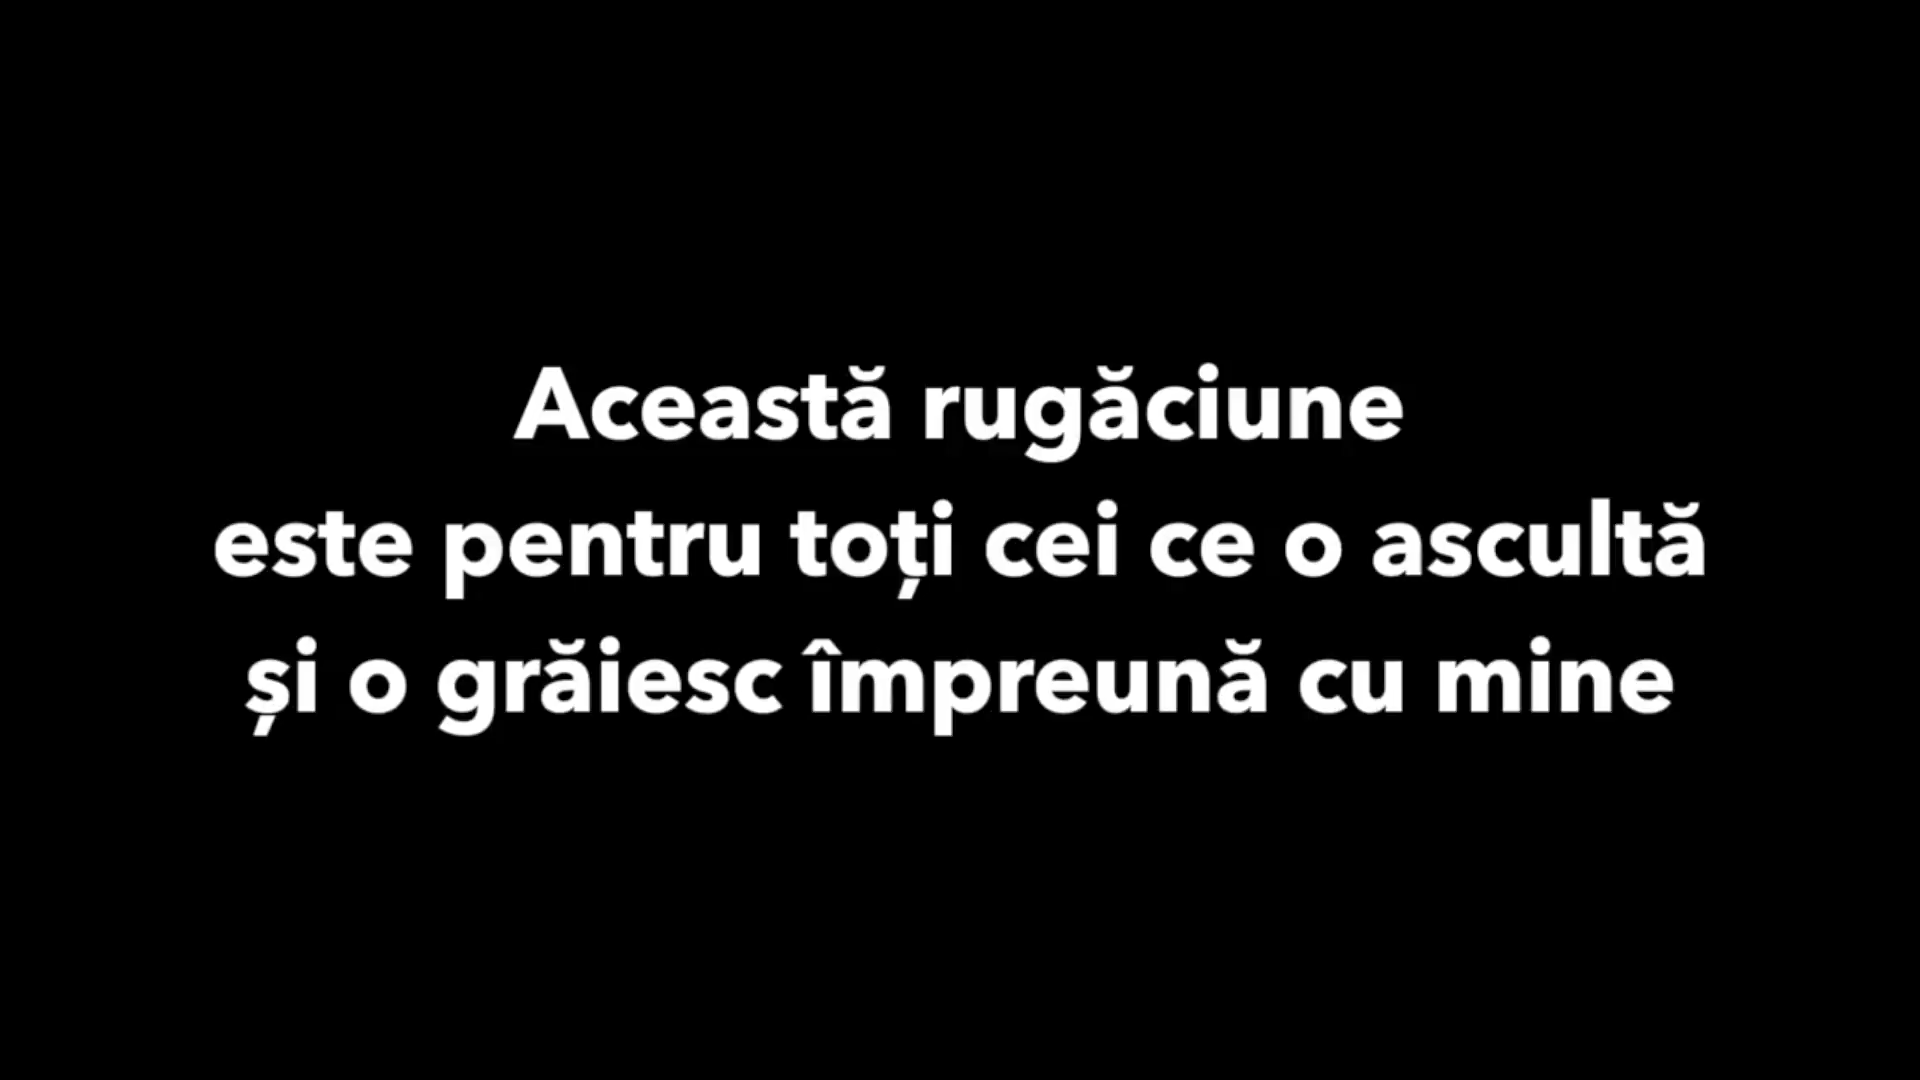 Această rugăciune
este pentru toți cei ce o ascultă
și o grăiesc împreună cu mine